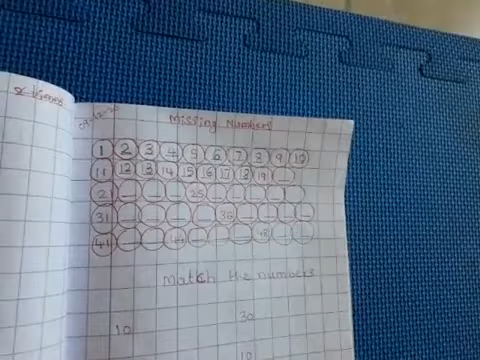 Missing Numbers
1 2 3 4 5 6 7 8 9 10
11 12 13 14 15 16 17 18 19 _
21 _ _ _ 25 _ _ _ _ _
31 _ _ _ _ 36 _ _ _ _
41 _ _ 44 _ _ _ 48 _ _
Match the numbers
30
10
10